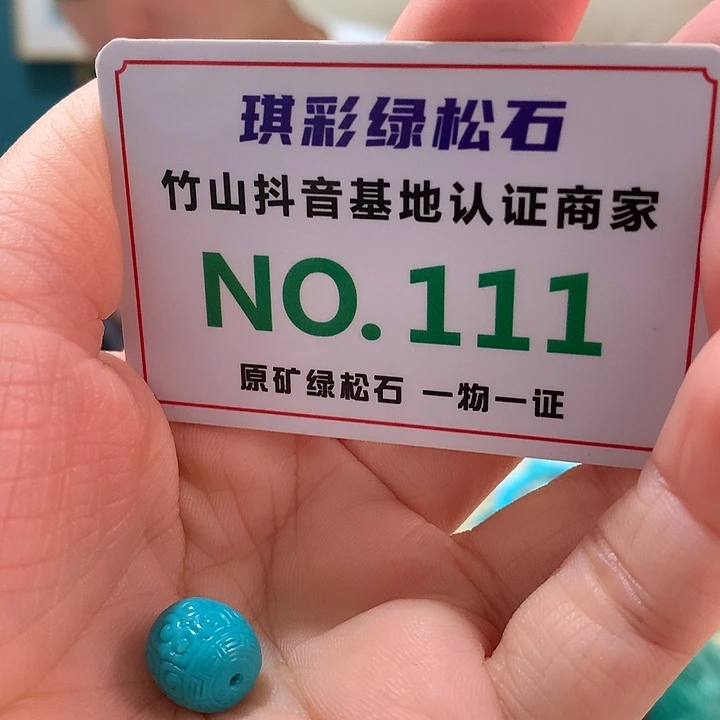 琪彩绿松石
竹山抖音基地认证商家
NO.111
原矿绿松石 一物一证